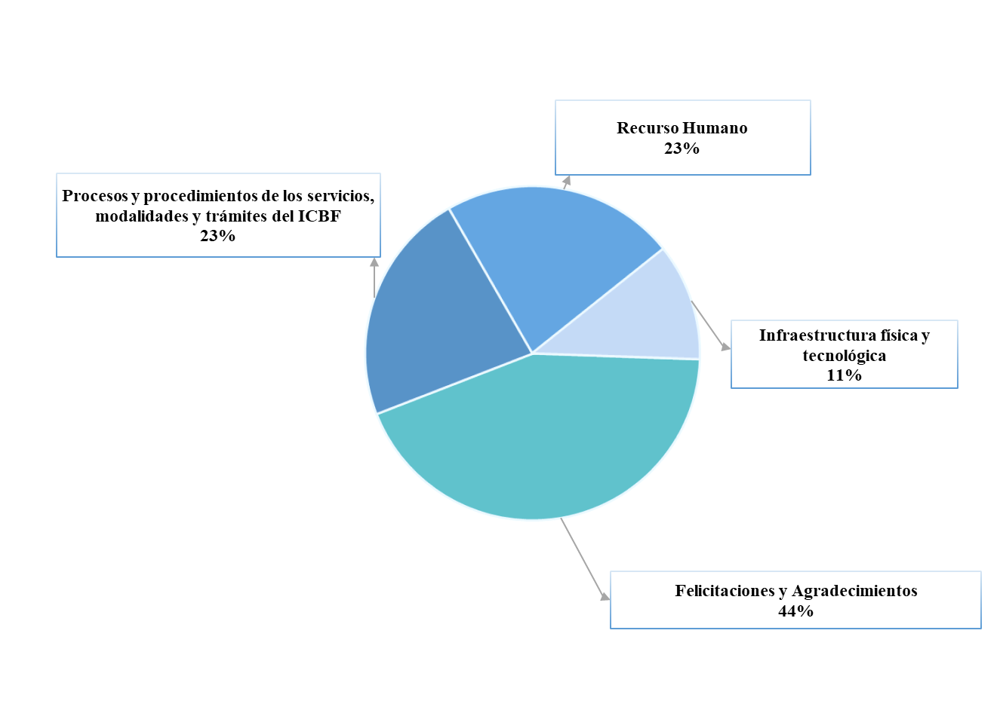 Recurso Humano
23%
Procesos y procedimientos de los servicios,
modalidades y trámites del ICBF
23%
Infraestructura física y
tecnológica
11%
Felicitaciones y Agradecimientos
44%